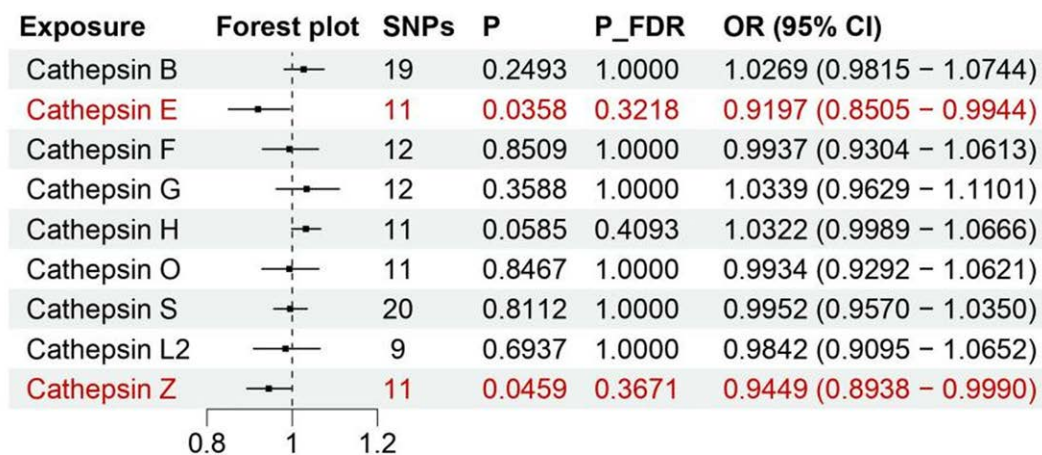 Exposure Forest plot SNPs P P_FDR OR (95% CI)
Cathepsin B 19 0.2493 1.0000 1.0269 (0.9815 − 1.0744)
Cathepsin E 11 0.0358 0.3218 0.9197 (0.8505 − 0.9944)
Cathepsin F 12 0.8509 1.0000 0.9937 (0.9304 − 1.0613)
Cathepsin G 12 0.3588 1.0000 1.0339 (0.9629 − 1.1101)
Cathepsin H 11 0.0585 0.4093 1.0322 (0.9989 − 1.0666)
Cathepsin O 11 0.8467 1.0000 0.9934 (0.9292 − 1.0621)
Cathepsin S 20 0.8112 1.0000 0.9952 (0.9570 − 1.0350)
Cathepsin L2 9 0.6937 1.0000 0.9842 (0.9095 − 1.0652)
Cathepsin Z 11 0.0459 0.3671 0.9449 (0.8938 − 0.9990)
0.8 1 1.2